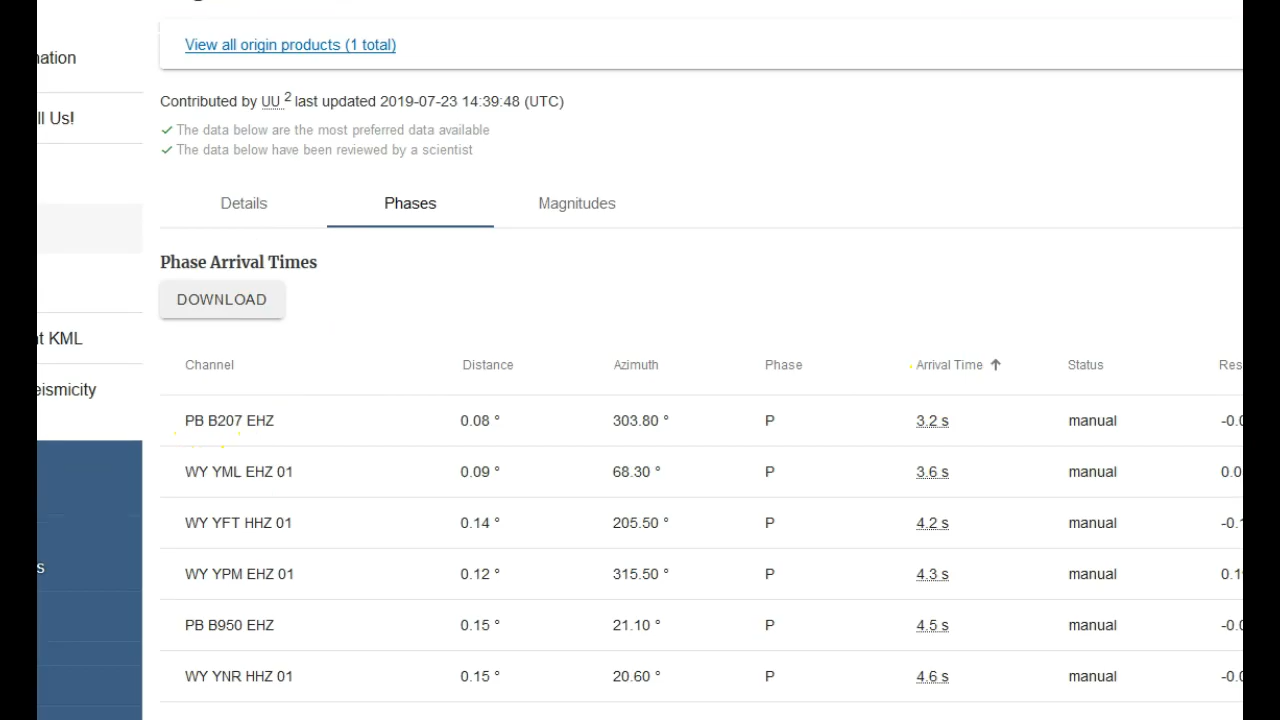 View all origin products (1 total)
Contributed by UU 2 last updated 2019-07-23 14:39:48 (UTC)
The data below are the most preferred data available
The data below have been reviewed by a scientist
ll Us!
Details Phases Magnitudes
Phase Arrival Times
DOWNLOAD
KML
Channel Distance Azimuth Phase Arrival Time Status
PB B207 EHZ 0.08 ° 303.80 ° P 3.2 s manual
WY YML EHZ 01 0.09 ° 68.30 ° P 3.6 s manual
WY YFT HHZ 01 0.14 ° 205.50 ° P 4.2 s manual
WY YPM EHZ 01 0.12 ° 315.50 ° P 4.3 s manual
PB B950 EHZ 0.15 ° 21.10 ° P 4.5 s manual
WY YNR HHZ 01 0.15 ° 20.60 ° P 4.6 s manual